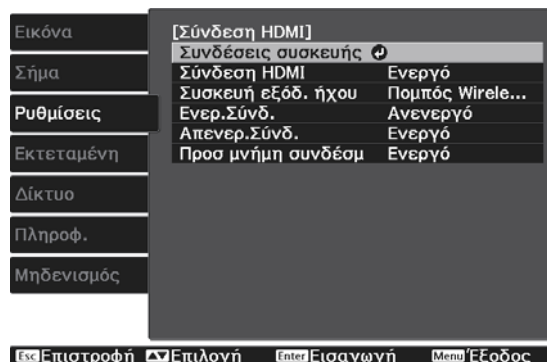 Εικόνα
Σήμα
Ρυθμίσεις
Εκτεταμένη
Δίκτυο
Πληροφ.
Μηδενισμός
[Σύνδεση HDMI]
Συνδέσεις συσκευής
Σύνδεση HDMI Ενεργό
Συσκευή εξόδ. ήχου Πομπός Wirele...
Ενερ.Σύνδ. Ανενεργό
Απενερ.Σύνδ. Ενεργό
Προσ μνήμη συνδέσμ Ενεργό
Esc Επιστροφή Επιλογή Enter Εισαγωγή Menu Έξοδος